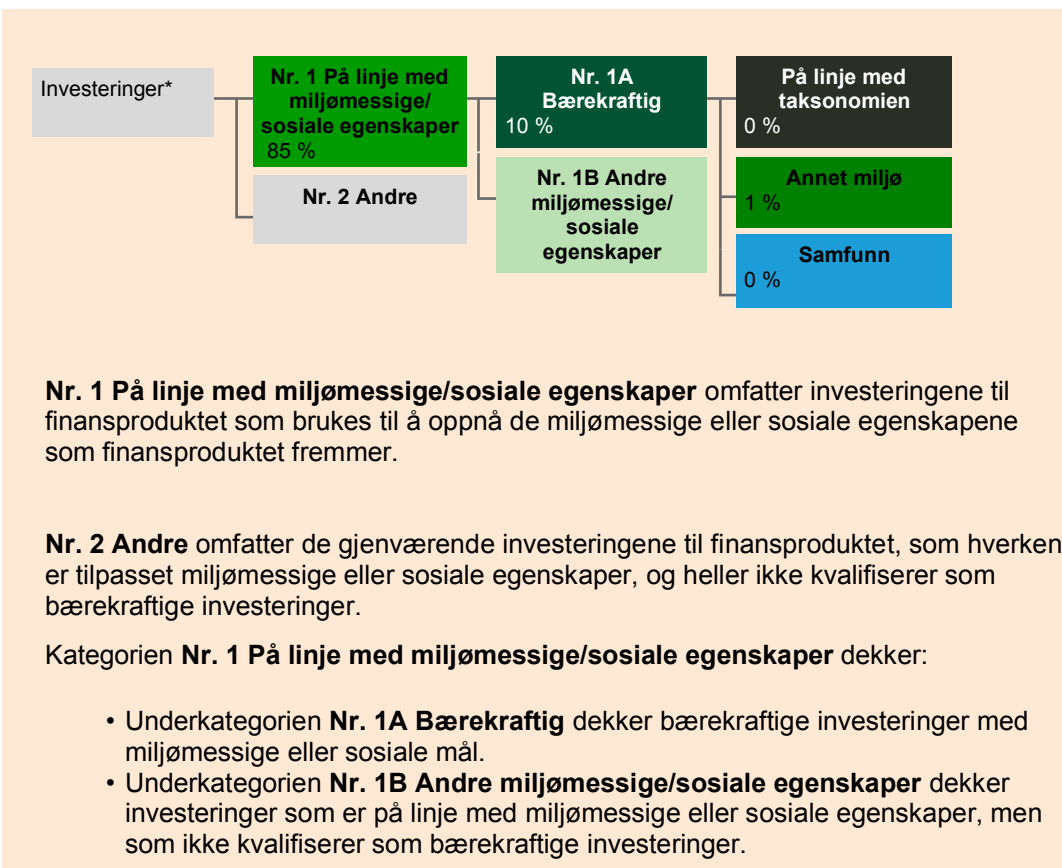 Investeringer*
Nr. 1 På linje med
miljømessige/
sosiale egenskaper
85 %
Nr. 2 Andre
Nr. 1A
Bærekraftig
10 %
Nr. 1B Andre
miljømessige/
sosiale
egenskaper
På linje med
taksonomien
0 %
Annet miljø
1 %
Samfunn
0 %
Nr. 1 På linje med miljømessige/sosiale egenskaper omfatter investeringene til
finansproduktet som brukes til å oppnå de miljømessige eller sosiale egenskapene
som finansproduktet fremmer.
Nr. 2 Andre omfatter de gjenværende investeringene til finansproduktet, som hverken
er tilpasset miljømessige eller sosiale egenskaper, og heller ikke kvalifiserer som
bærekraftige investeringer.
Kategorien Nr. 1 På linje med miljømessige/sosiale egenskaper dekker:
• Underkategorien Nr. 1A Bærekraftig dekker bærekraftige investeringer med
miljømessige eller sosiale mål.
• Underkategorien Nr. 1B Andre miljømessige/sosiale egenskaper dekker
investeringer som er på linje med miljømessige eller sosiale egenskaper, men
som ikke kvalifiserer som bærekraftige investeringer.